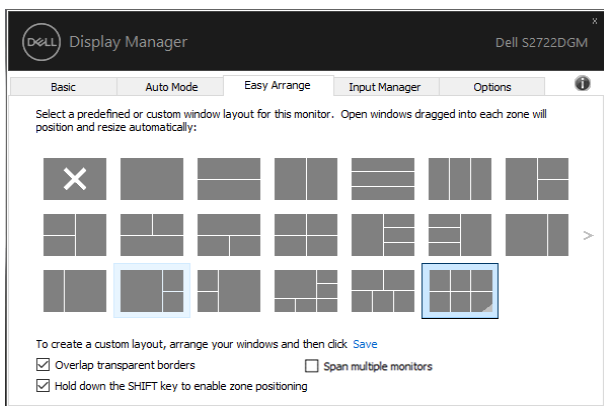 x
DELL Display Manager Dell S2722DGM
Basic Auto Mode Easy Arrange Input Manager Options i
Select a predefined or custom window layout for this monitor. Open windows dragged into each zone will
position and resize automatically:
>
To create a custom layout, arrange your windows and then click Save
Overlap transparent borders Span multiple monitors
Hold down the SHIFT key to enable zone positioning